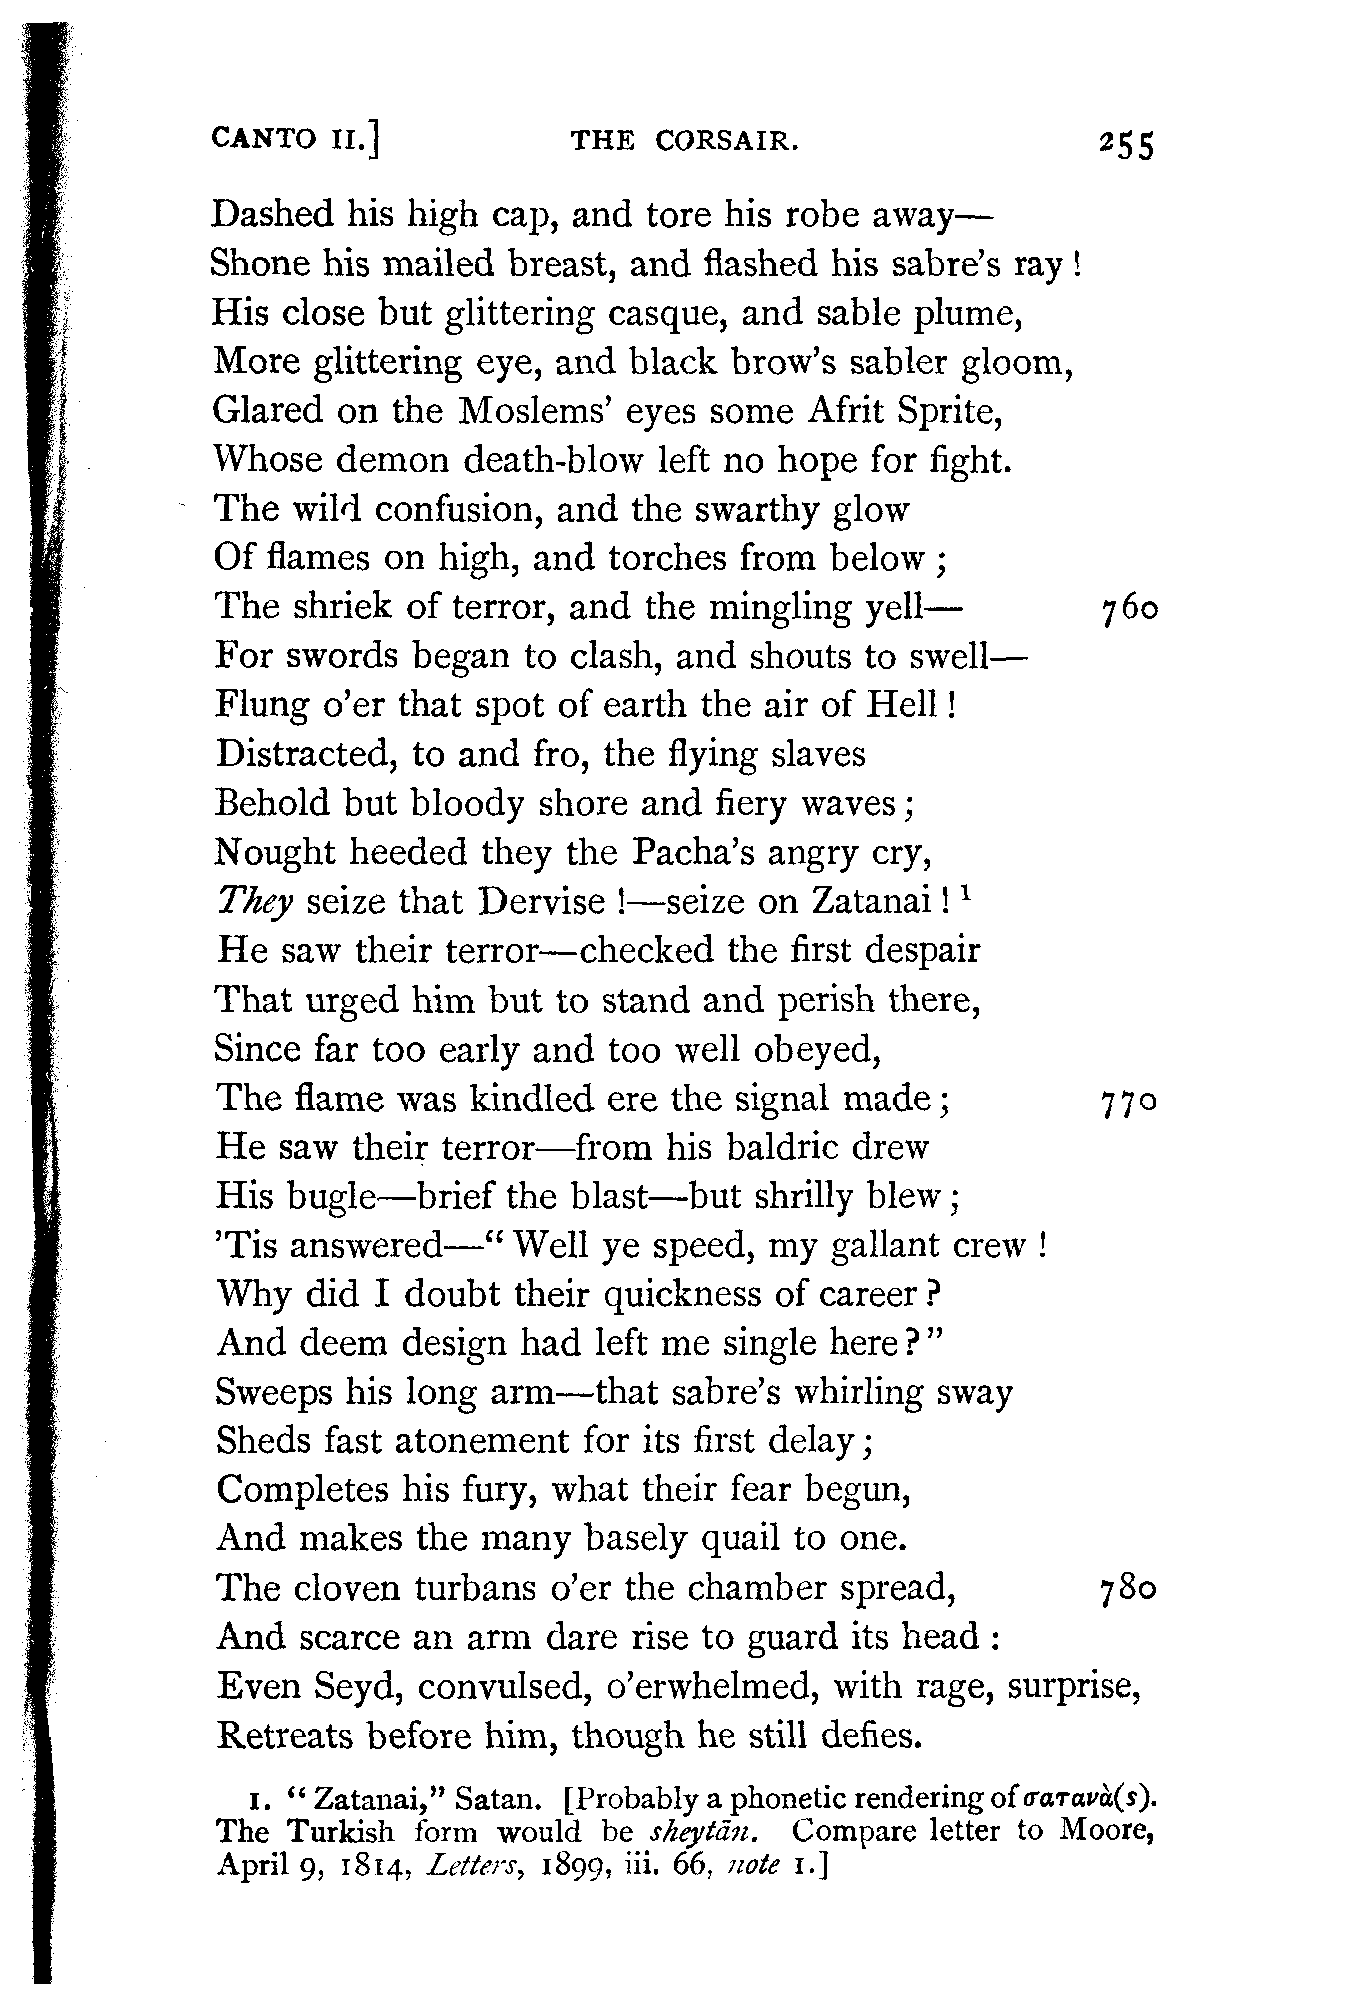 CANTO II.] THE CORSAIR. 255
Dashed his high cap, and tore his robe away—
Shone his mailed breast, and flashed his sabre's ray!
His close but glittering casque, and sable plume,
More glittering eye, and black brow's sabler gloom,
Glared on the Moslems' eyes some Afrit Sprite,
Whose demon death-blow left no hope for fight.
The wild confusion, and the swarthy glow
Of flames on high, and torches from below;
The shriek of terror, and the mingling yell— 760
For swords began to clash, and shouts to swell—
Flung o'er that spot of earth the air of Hell!
Distracted, to and fro, the flying slaves
Behold but bloody shore and fiery waves;
Nought heeded they the Pacha's angry cry,
They seize that Dervise!—seize on Zatanai!¹
He saw their terror—checked the first despair
That urged him but to stand and perish there,
Since far too early and too well obeyed,
The flame was kindled ere the signal made; 770
He saw their terror—from his baldric drew
His bugle—brief the blast—but shrilly blew;
'Tis answered—"Well ye speed, my gallant crew!
Why did I doubt their quickness of career?
And deem design had left me single here?"
Sweeps his long arm—that sabre's whirling sway
Sheds fast atonement for its first delay;
Completes his fury, what their fear begun,
And makes the many basely quail to one.
The cloven turbans o'er the chamber spread, 780
And scarce an arm dare rise to guard its head:
Even Seyd, convulsed, o'erwhelmed, with rage, surprise,
Retreats before him, though he still defies.
1. "Zatanai," Satan. [Probably a phonetic rendering of σατανὰ(s).
The Turkish form would be sheytān. Compare letter to Moore,
April 9, 1814, Letters, 1899, iii. 66, note 1.]